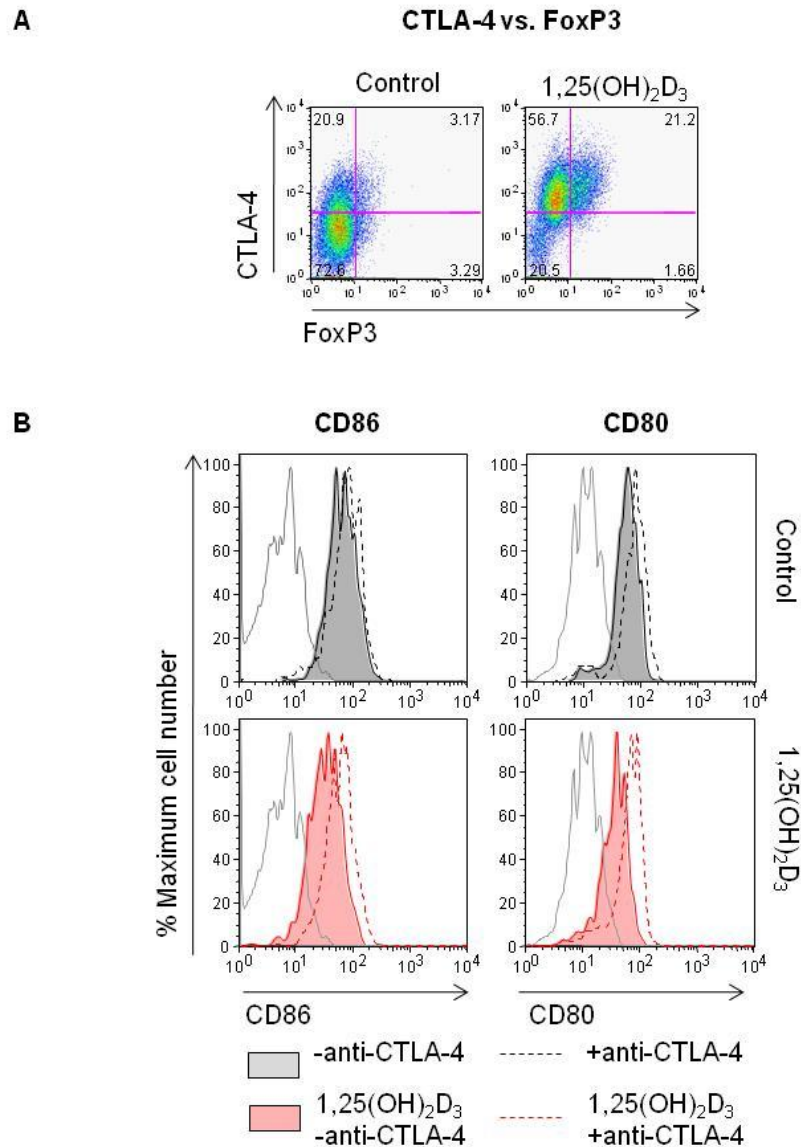 A
CTLA-4 vs. FoxP3
Control
1,25(OH)₂D₃
CTLA-4
10⁴
10³
10²
10¹
10⁰
20.9
3.17
72.6
3.29
10⁰ 10¹ 10² 10³ 10⁴
10⁴
10³
10²
10¹
10⁰
56.7
21.2
20.5
1.66
10⁰ 10¹ 10² 10³ 10⁴
FoxP3
B
CD86
CD80
% Maximum cell number
100
80
60
40
20
0
10⁰ 10¹ 10² 10³ 10⁴
100
80
60
40
20
0
10⁰ 10¹ 10² 10³ 10⁴
Control
100
80
60
40
20
0
10⁰ 10¹ 10² 10³ 10⁴
100
80
60
40
20
0
10⁰ 10¹ 10² 10³ 10⁴
1,25(OH)₂D₃
CD86
CD80
-anti-CTLA-4
+anti-CTLA-4
1,25(OH)₂D₃
-anti-CTLA-4
1,25(OH)₂D₃
+anti-CTLA-4